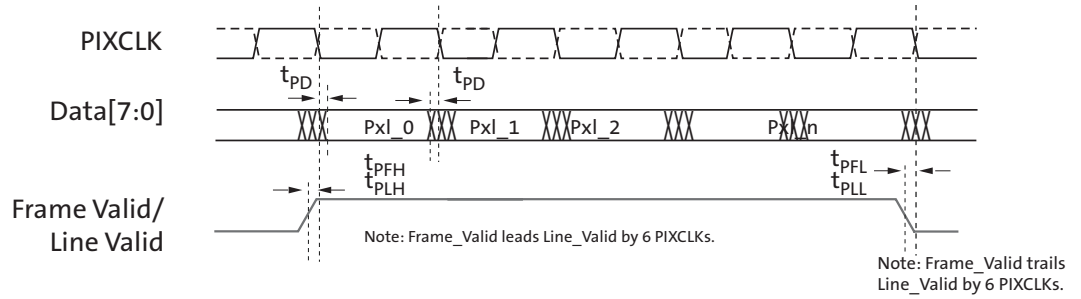 PIXCLK
tPD
tPD
Data[7:0]
Pxl_0
Pxl_1
Pxl_2
Pxl_n
tPFH
tPLH
tPFL
tPLL
Frame Valid/
Line Valid
Note: Frame_Valid leads Line_Valid by 6 PIXCLKs.
Note: Frame_Valid trails
Line_Valid by 6 PIXCLKs.